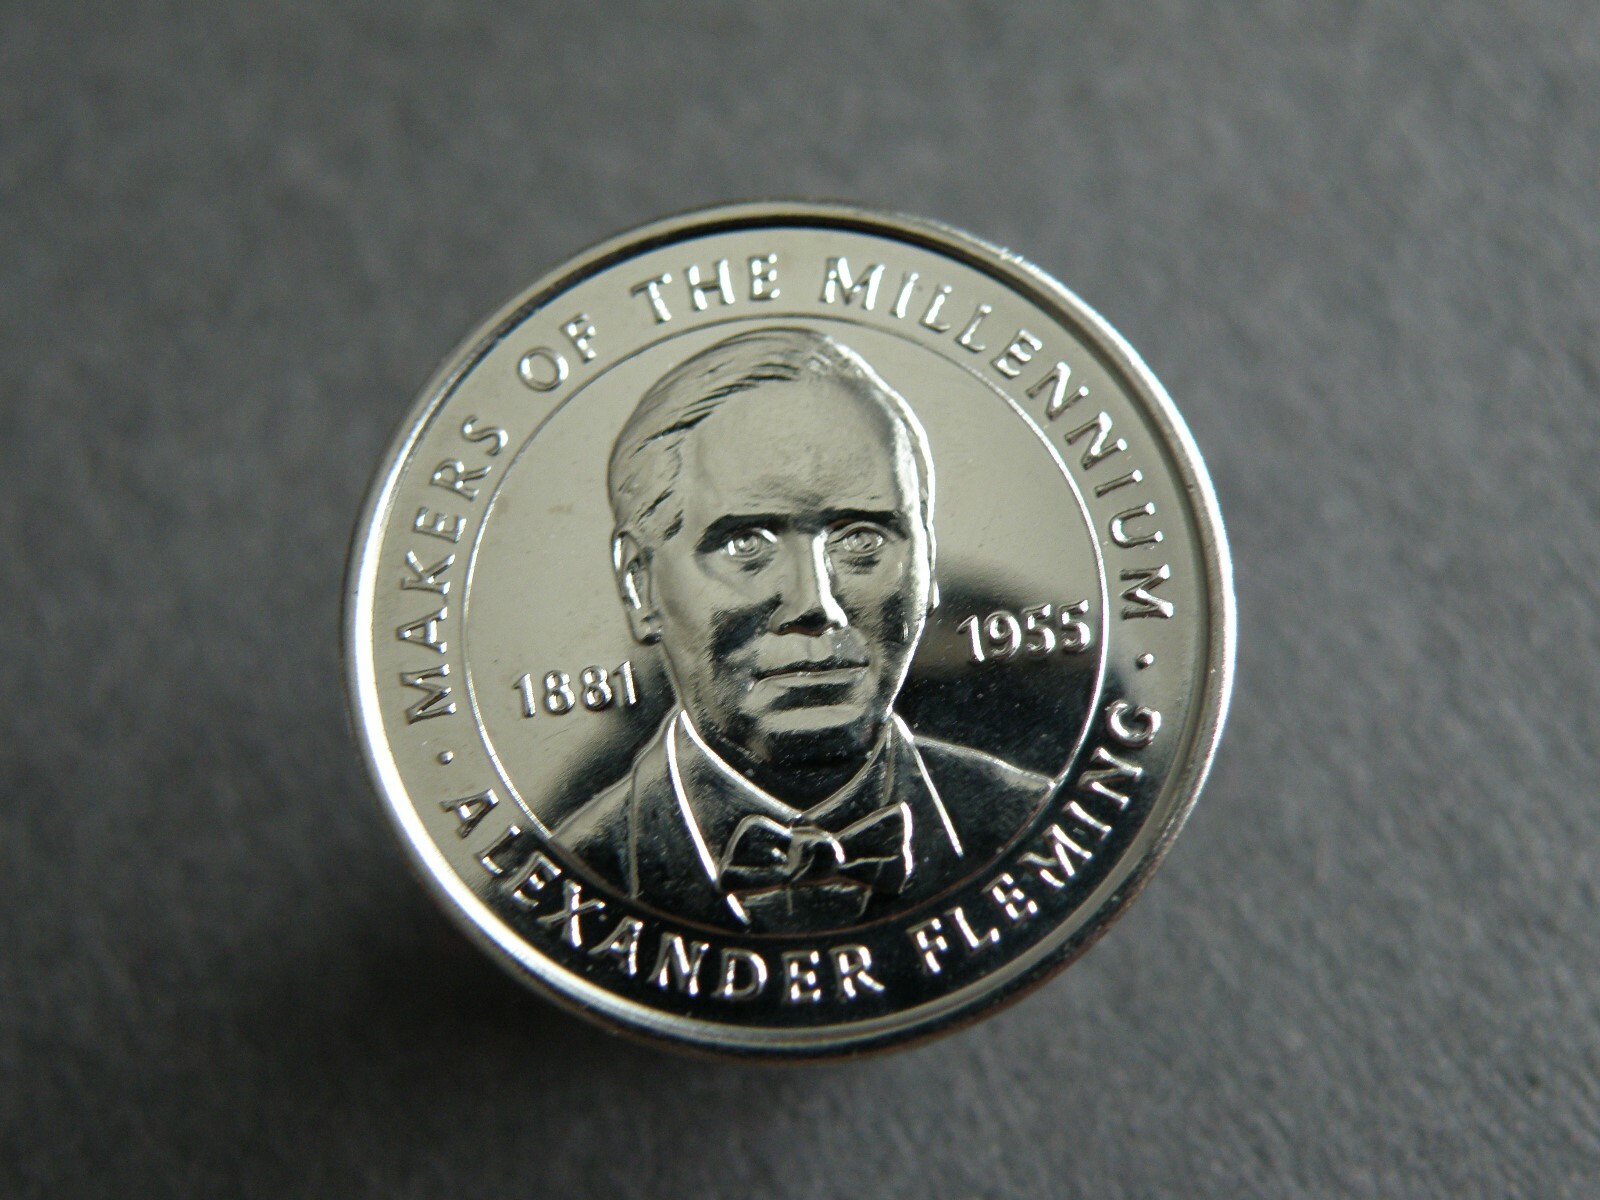 · MAKERS OF THE MILLENNIUM ·
1881
1955
ALEXANDER FLEMING